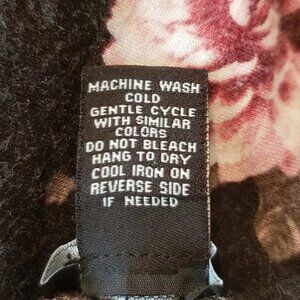 MACHINE WASH
COLD
GENTLE CYCLE
WITH SIMILAR
COLORS
DO NOT BLEACH
HANG TO DRY
COOL IRON ON
REVERSE SIDE
IF NEEDED